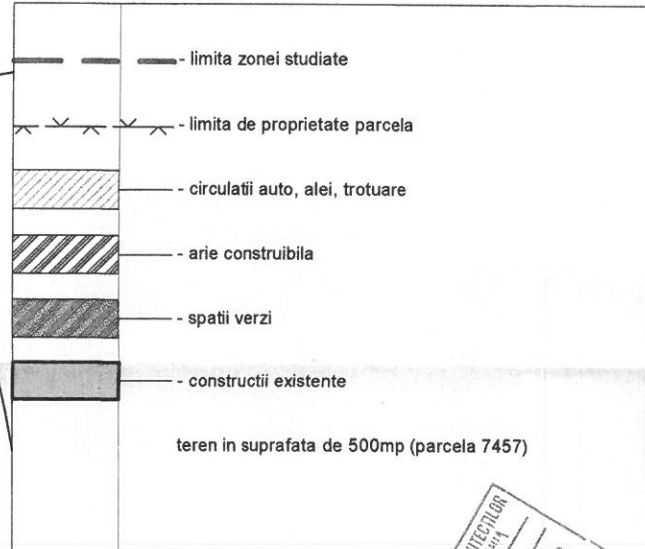 - limita zonei studiate
- limita de proprietate parcela
- circulatii auto, alei, trotuare
- arie construibila
- spatii verzi
- constructii existente
teren in suprafata de 500mp (parcela 7457)